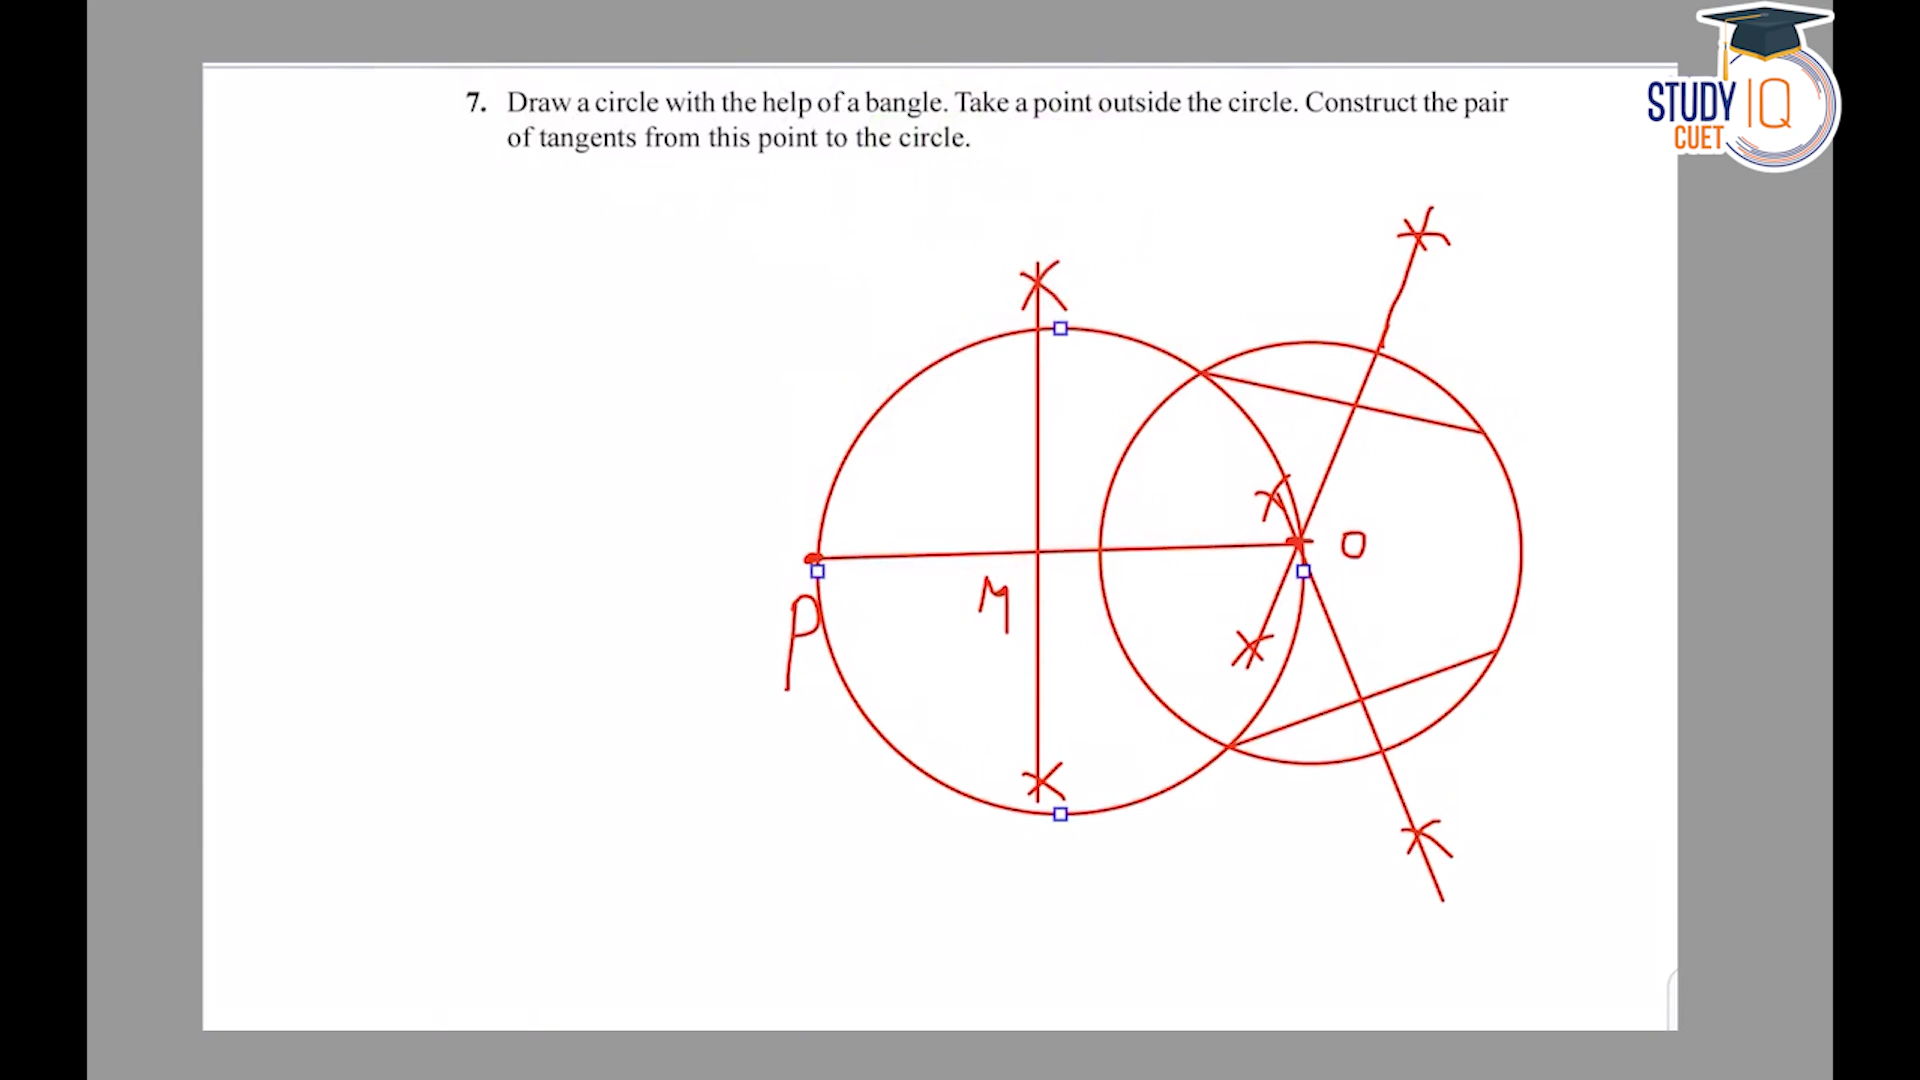 7. Draw a circle with the help of a bangle. Take a point outside the circle. Construct the pair
of tangents from this point to the circle.
STUDY IQ
CUET
O
M
P